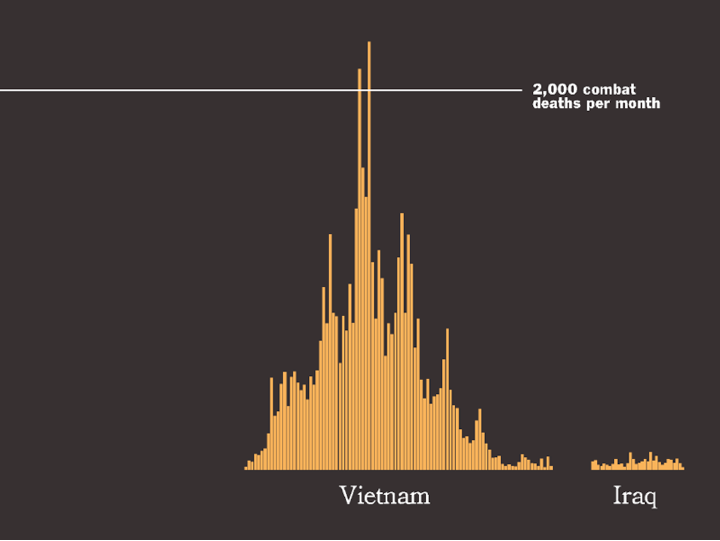 2,000 combat
deaths per month
Vietnam
Iraq